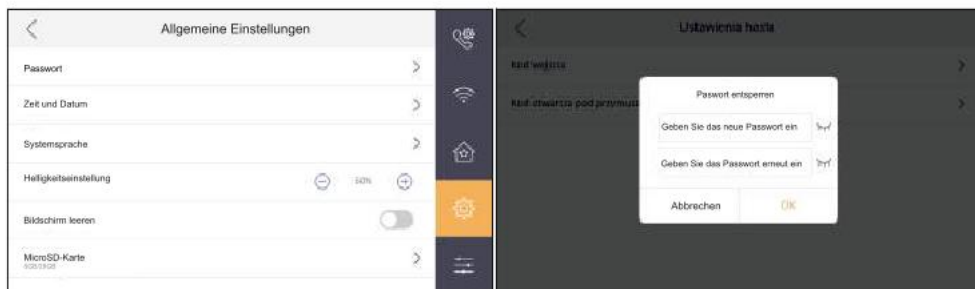 Allgemeine Einstellungen
Passwort
Zeit und Datum
Systemsprache
Helligkeitseinstellung
50%
Bildschirm leeren
MicroSD-Karte
Ustawienia hasła
Kod wejścia
Kod otwarcia pod przymus
Paswort entsperren
Geben Sie das neue Passwort ein
Geben Sie das Passwort erneut ein
Abbrechen
OK